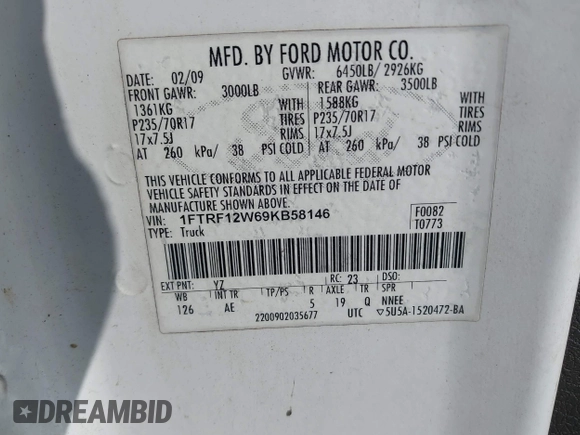 MFD. BY FORD MOTOR CO.
DATE: 02/09 GVWR: 6450LB/ 2926KG
FRONT GAWR: 3000LB REAR GAWR: 3500LB
1361KG WITH 1588KG WITH
P235/70R17 TIRES P235/70R17 TIRES
17x7.5J RIMS 17x7.5J RIMS
AT 260 kPa/ 38 PSI COLD AT 260 kPa/ 38 PSI COLD
THIS VEHICLE CONFORMS TO ALL APPLICABLE FEDERAL MOTOR
VEHICLE SAFETY STANDARDS IN EFFECT ON THE DATE OF
MANUFACTURE SHOWN ABOVE.
VIN: 1FTRF12W69KB58146 F0082
TYPE: Truck T0773
EXT PNT: YZ RC: 23 DSO:
WB INT TR TP/PS R AXLE TR SPR
126 AE 5 19 Q NNEE
2200902035677 UTC ▽5U5A-1520472-BA
DREAMBID